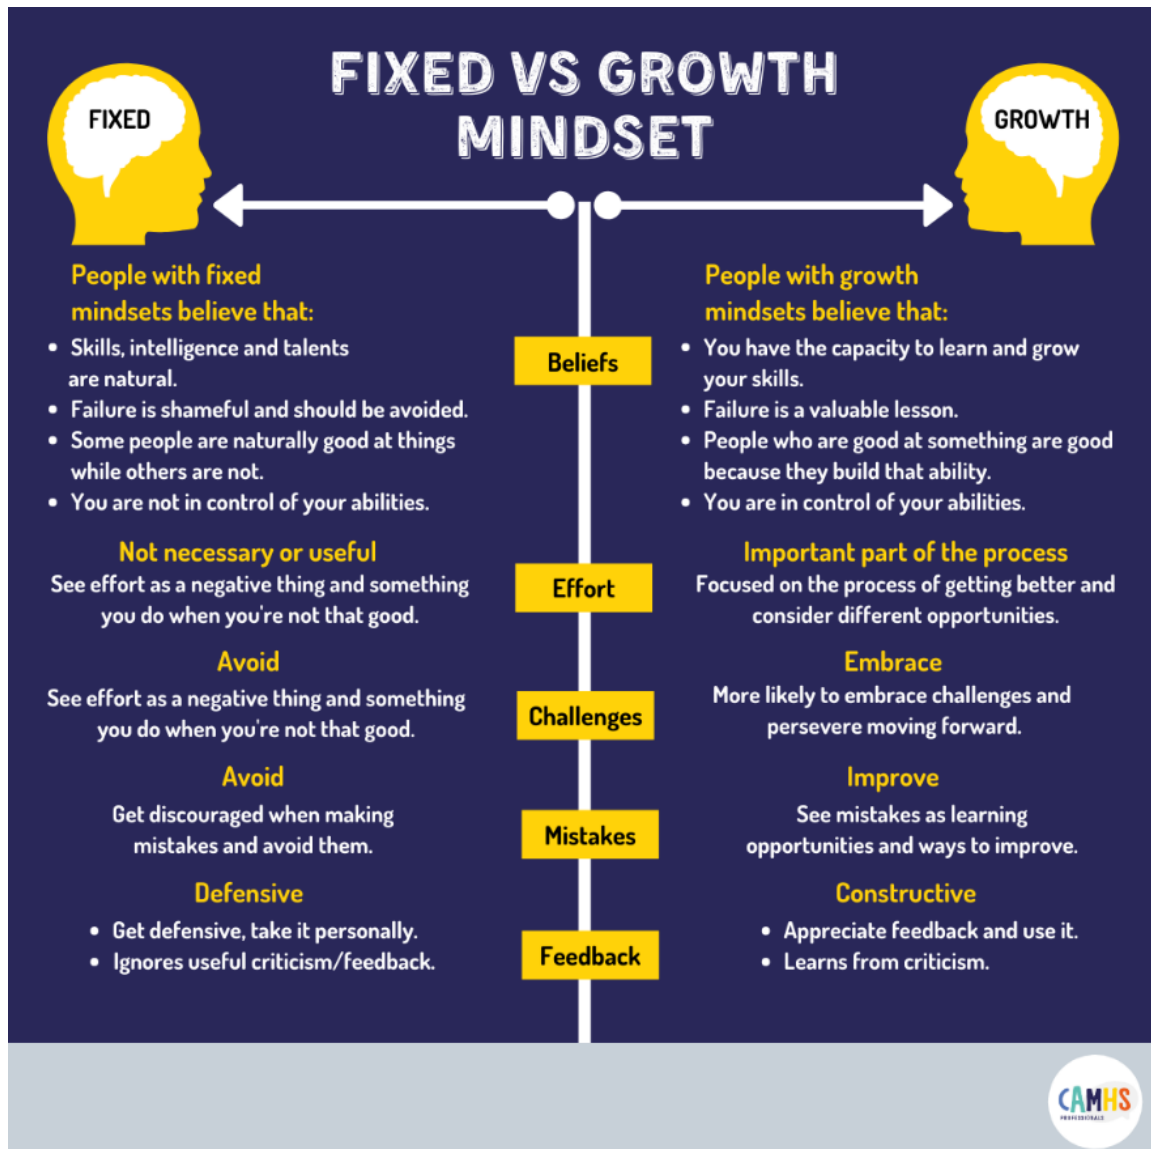 FIXED VS GROWTH
MINDSET
FIXED
GROWTH
People with fixed
mindsets believe that:
• Skills, intelligence and talents
are natural.
• Failure is shameful and should be avoided.
• Some people are naturally good at things
while others are not.
• You are not in control of your abilities.
Beliefs
People with growth
mindsets believe that:
• You have the capacity to learn and grow
your skills.
• Failure is a valuable lesson.
• People who are good at something are good
because they build that ability.
• You are in control of your abilities.
Not necessary or useful
See effort as a negative thing and something
you do when you're not that good.
Effort
Important part of the process
Focused on the process of getting better and
consider different opportunities.
Avoid
See effort as a negative thing and something
you do when you're not that good.
Challenges
Embrace
More likely to embrace challenges and
persevere moving forward.
Avoid
Get discouraged when making
mistakes and avoid them.
Mistakes
Improve
See mistakes as learning
opportunities and ways to improve.
Defensive
• Get defensive, take it personally.
• Ignores useful criticism/feedback.
Feedback
Constructive
• Appreciate feedback and use it.
• Learns from criticism.
CAMHS
PROFESSIONALS